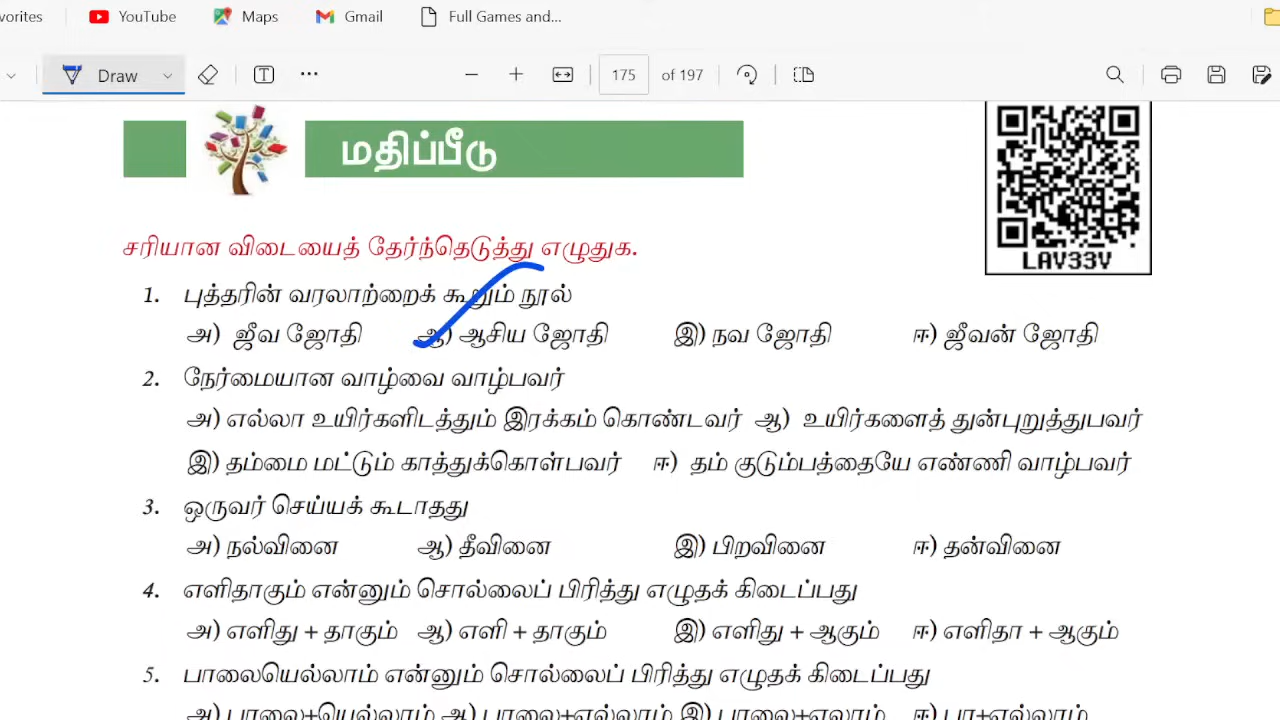 vorites YouTube Maps Gmail Full Games and...
Draw T ... 175 of 197
மதிப்பீடு
LAV33V
சரியான விடையைத் தேர்ந்தெடுத்து எழுதுக.
1. புத்தரின் வரலாற்றைக் கூறும் நூல்
அ) ஜீவ ஜோதி ஆ) ஆசிய ஜோதி இ) நவ ஜோதி ஈ) ஜீவன் ஜோதி
2. நேர்மையான வாழ்வை வாழ்பவர்
அ) எல்லா உயிர்களிடத்தும் இரக்கம் கொண்டவர் ஆ) உயிர்களைத் துன்புறுத்துபவர்
இ) தம்மை மட்டும் காத்துக்கொள்பவர் ஈ) தம் குடும்பத்தையே எண்ணி வாழ்பவர்
3. ஒருவர் செய்யக் கூடாதது
அ) நல்வினை ஆ) தீவினை இ) பிறவினை ஈ) தன்வினை
4. எளிதாகும் என்னும் சொல்லைப் பிரித்து எழுதக் கிடைப்பது
அ) எளிது + தாகும் ஆ) எளி + தாகும் இ) எளிது + ஆகும் ஈ) எளிதா + ஆகும்
5. பாலையெல்லாம் என்னும் சொல்லைப் பிரித்து எழுதக் கிடைப்பது
அ) பாலை+யெல்லாம் ஆ) பாலை+எல்லாம் இ) பாலை+எலாம் ஈ) பா+எல்லாம்